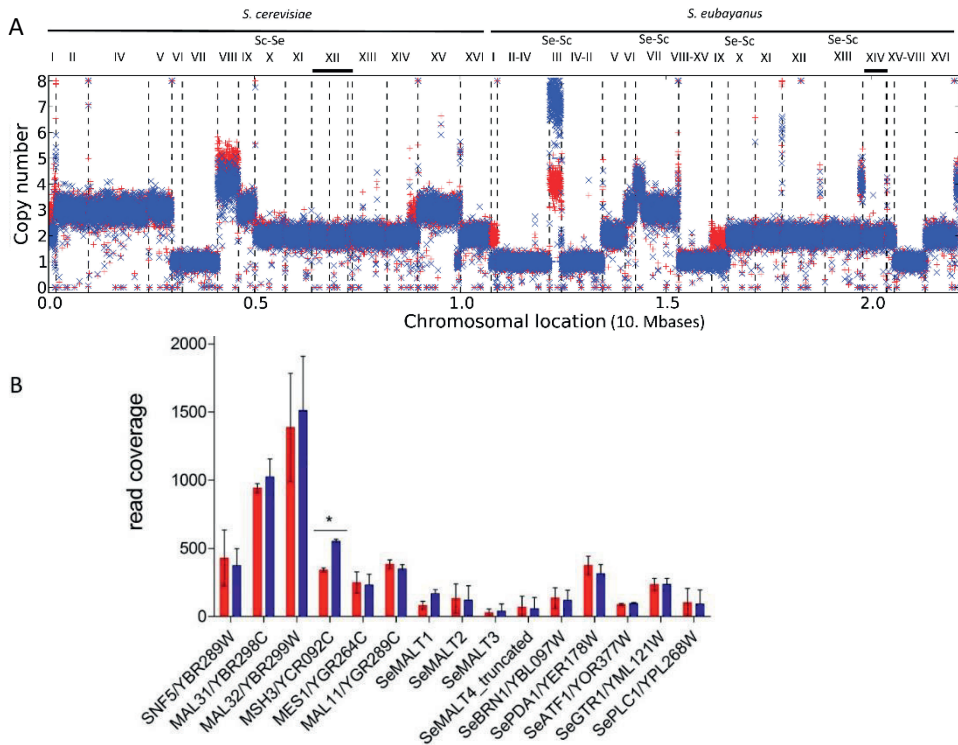 S. cerevisiae
S. eubayanus
A
Sc-Se
Se-Sc
Se-Sc
Se-Sc
Se-Sc
I II IV V VI VII VIII IX X XI XII XIII XIV XV XVI I II-IV III IV-II V VI VII VIII-XV IX X XI XII XIII XIV XV-VIII XVI
8
7
6
5
4
3
2
1
0
Copy number
0.0 0.5 1.0 1.5 2.0
Chromosomal location (10. Mbases)
B
2000
1500
1000
500
0
read coverage
*
SNF5/YBR289W
MAL31/YBR298C
MAL32/YBR299W
MSH3/YCR092C
MES1/YGR264C
MAL11/YGR289C
SeMALT1
SeMALT2
SeMALT3
SeMALT4_truncated
SeBRN1/YBL097W
SePDA1/YER178W
SeATF1/YOR377W
SeGTR1/YML121W
SePLC1/YPL268W